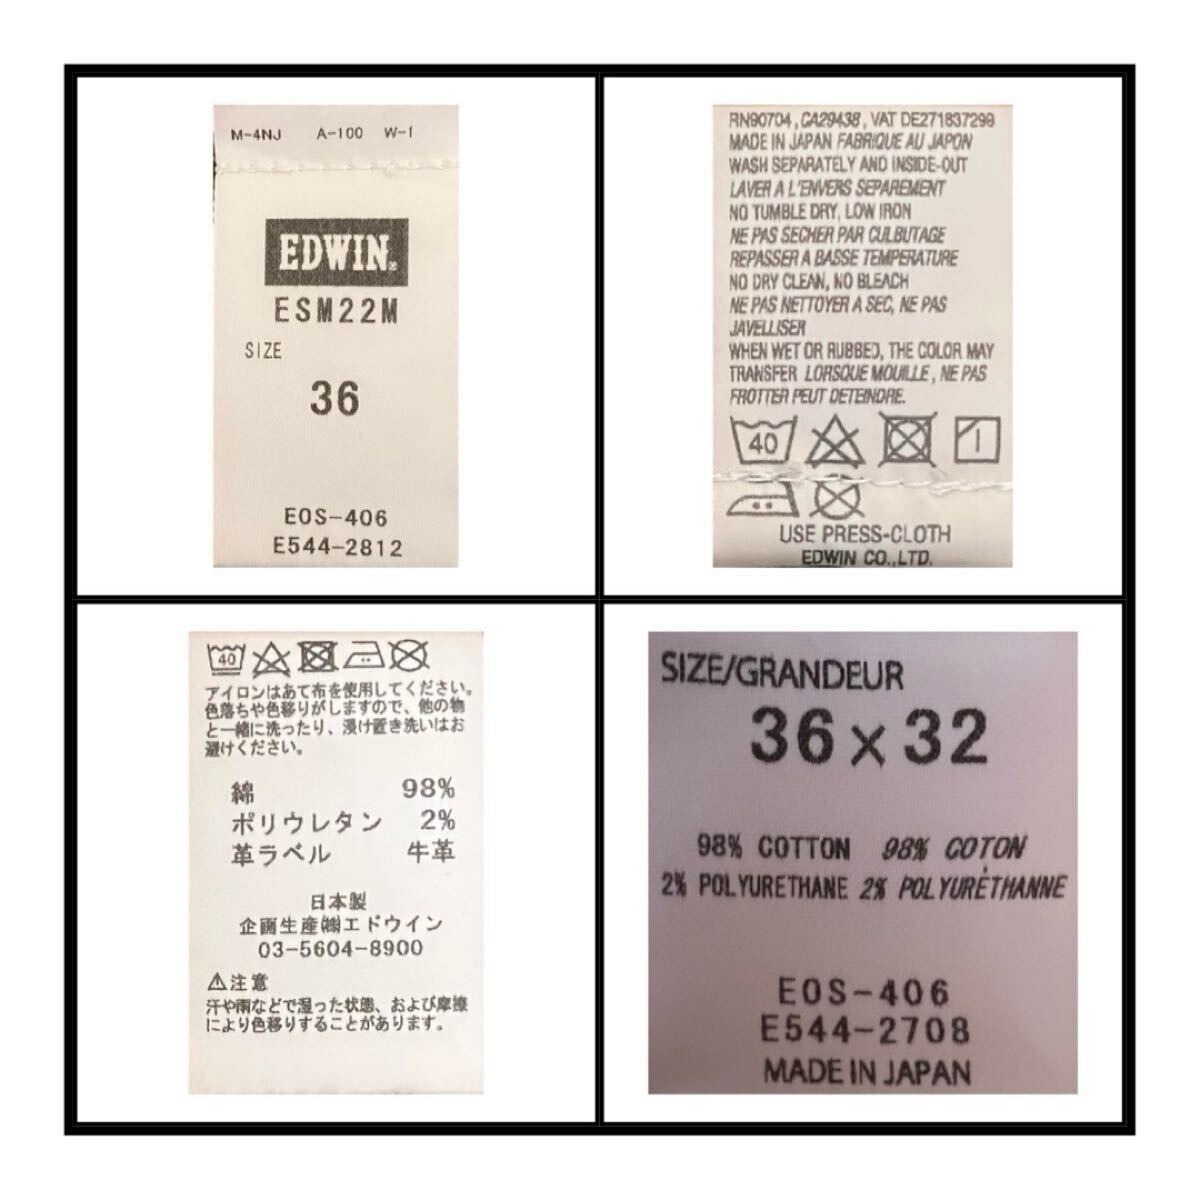 M-4NJ A-100 W-1
EDWIN®
ESM22M
SIZE
36
EOS-406
E544-2812
RN90704, CA29438, VAT DE271837299
MADE IN JAPAN FABRIQUE AU JAPON
WASH SEPARATELY AND INSIDE-OUT
LAVER A L'ENVERS SEPAREMENT
NO TUMBLE DRY, LOW IRON
NE PAS SECHER PAR CULBUTAGE
REPASSER A BASSE TEMPERATURE
NO DRY CLEAN, NO BLEACH
NE PAS NETTOYER A SEC, NE PAS
JAVELLISER
WHEN WET OR RUBBED, THE COLOR MAY
TRANSFER LORSQUE MOUILLE, NE PAS
FROTTER PEUT DETEINDRE.
40
USE PRESS-CLOTH
EDWIN CO.,LTD.
40
アイロンはあて布を使用してください。
色落ちや色移りがしますので、他の物
と一緒に洗ったり、浸け置き洗いはお
避けください。
綿 98%
ポリウレタン 2%
革ラベル 牛革
日本製
企画生産㈱エドウイン
03-5604-8900
⚠注意
汗や雨などで湿った状態、および摩擦
により色移りすることがあります。
SIZE/GRANDEUR
36×32
98% COTTON 98% COTON
2% POLYURETHANE 2% POLYURÉTHANNE
EOS-406
E544-2708
MADE IN JAPAN